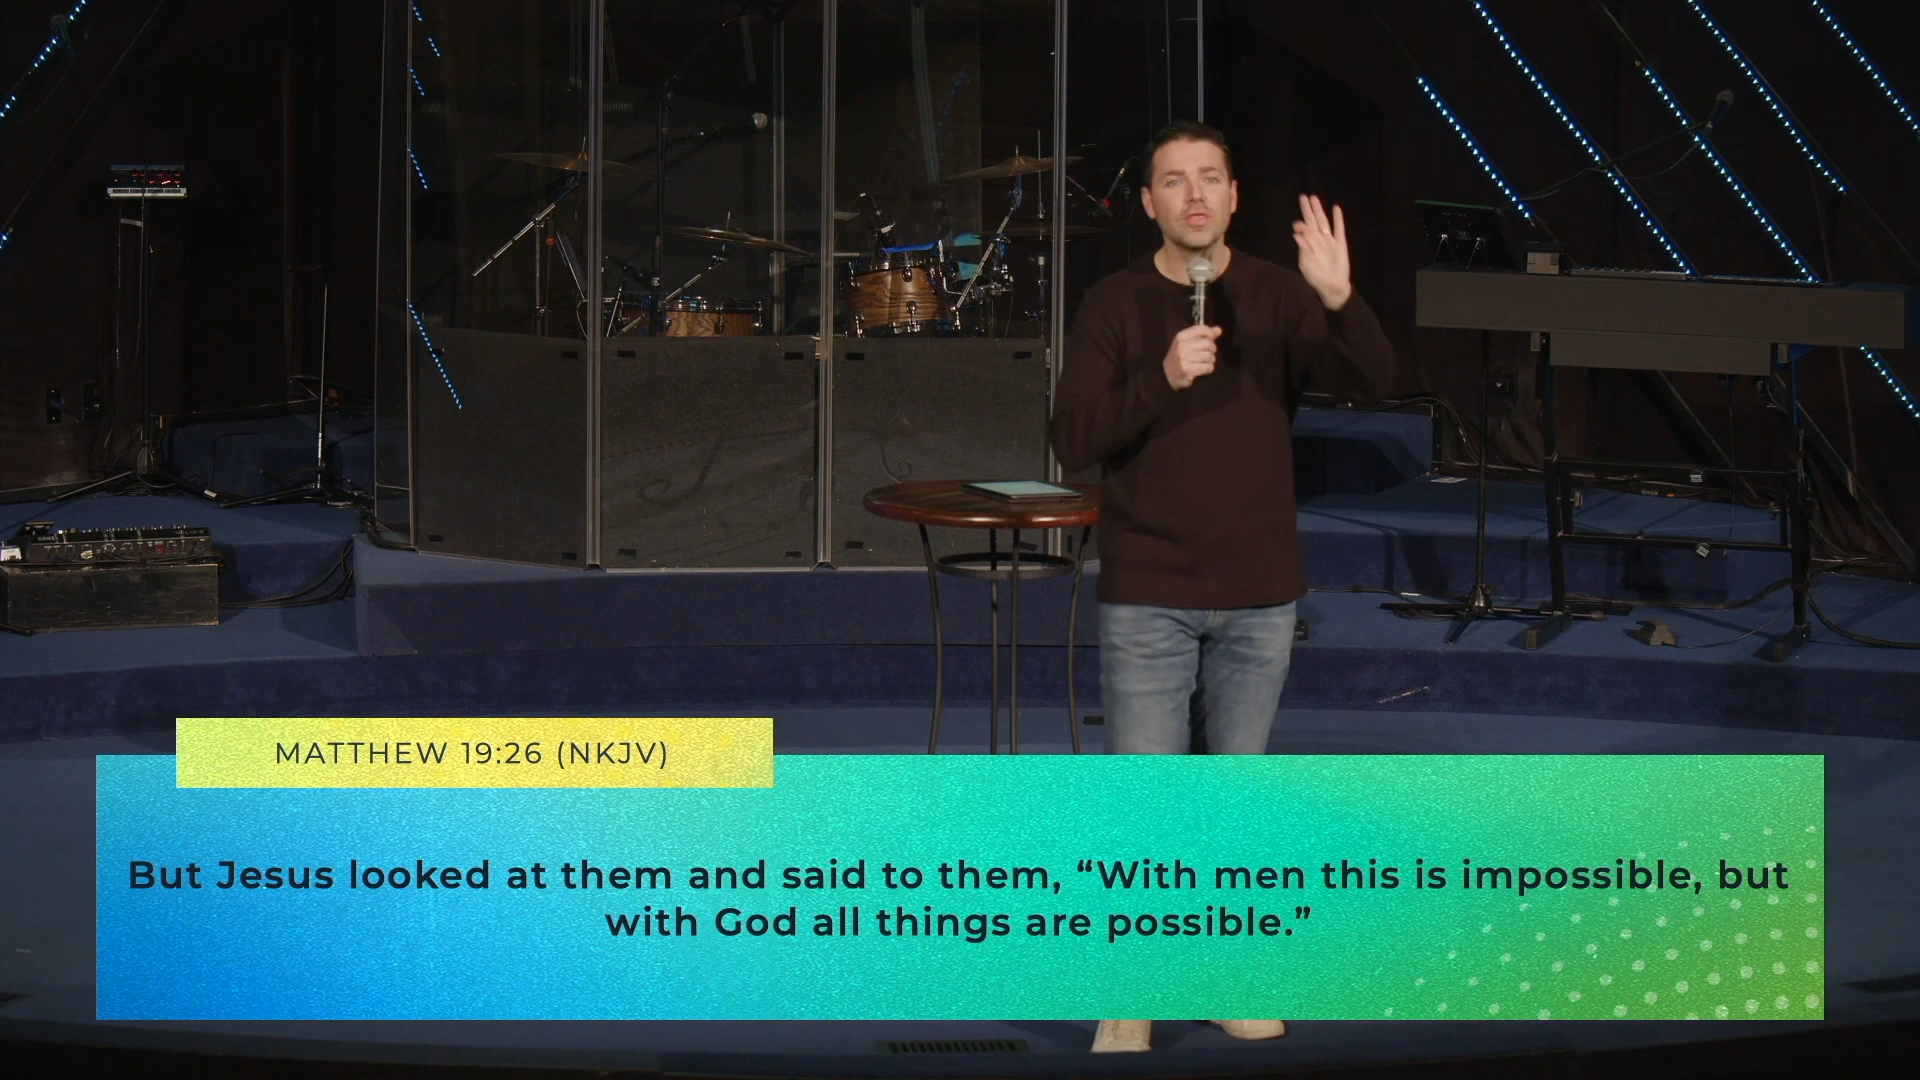 MATTHEW 19:26 (NKJV)
But Jesus looked at them and said to them, “With men this is impossible, but
with God all things are possible.”